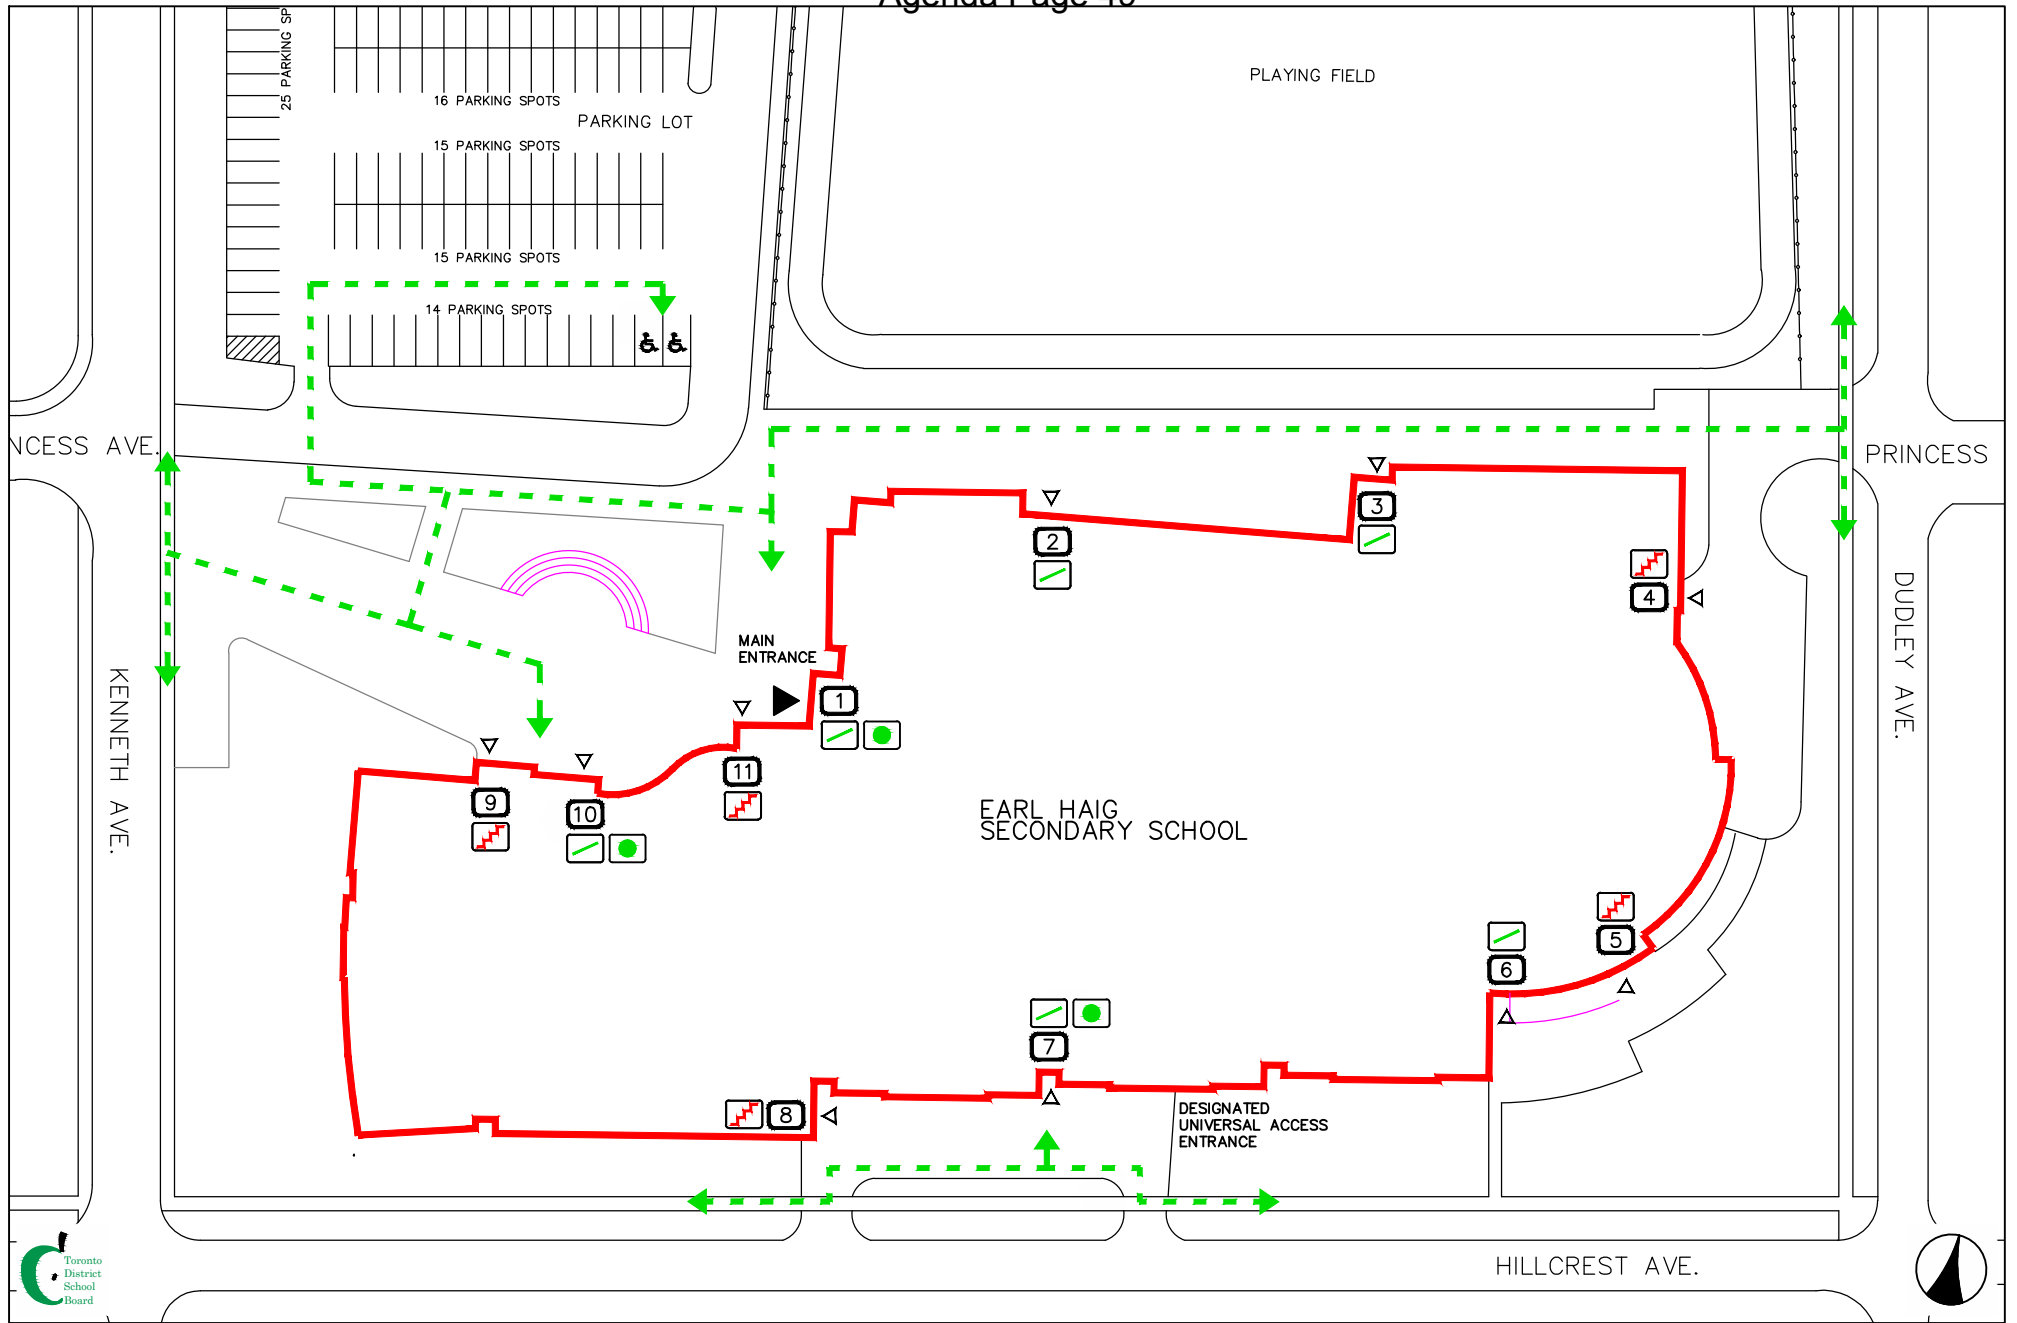 25 PARKING SP
16 PARKING SPOTS
PARKING LOT
15 PARKING SPOTS
15 PARKING SPOTS
14 PARKING SPOTS
PLAYING FIELD
NCESS AVE.
PRINCESS
KENNETH AVE.
DUDLEY AVE.
MAIN
ENTRANCE
1
2
3
4
5
6
7
8
9
10
11
EARL HAIG
SECONDARY SCHOOL
DESIGNATED
UNIVERSAL ACCESS
ENTRANCE
HILLCREST AVE.
Toronto
District
School
Board